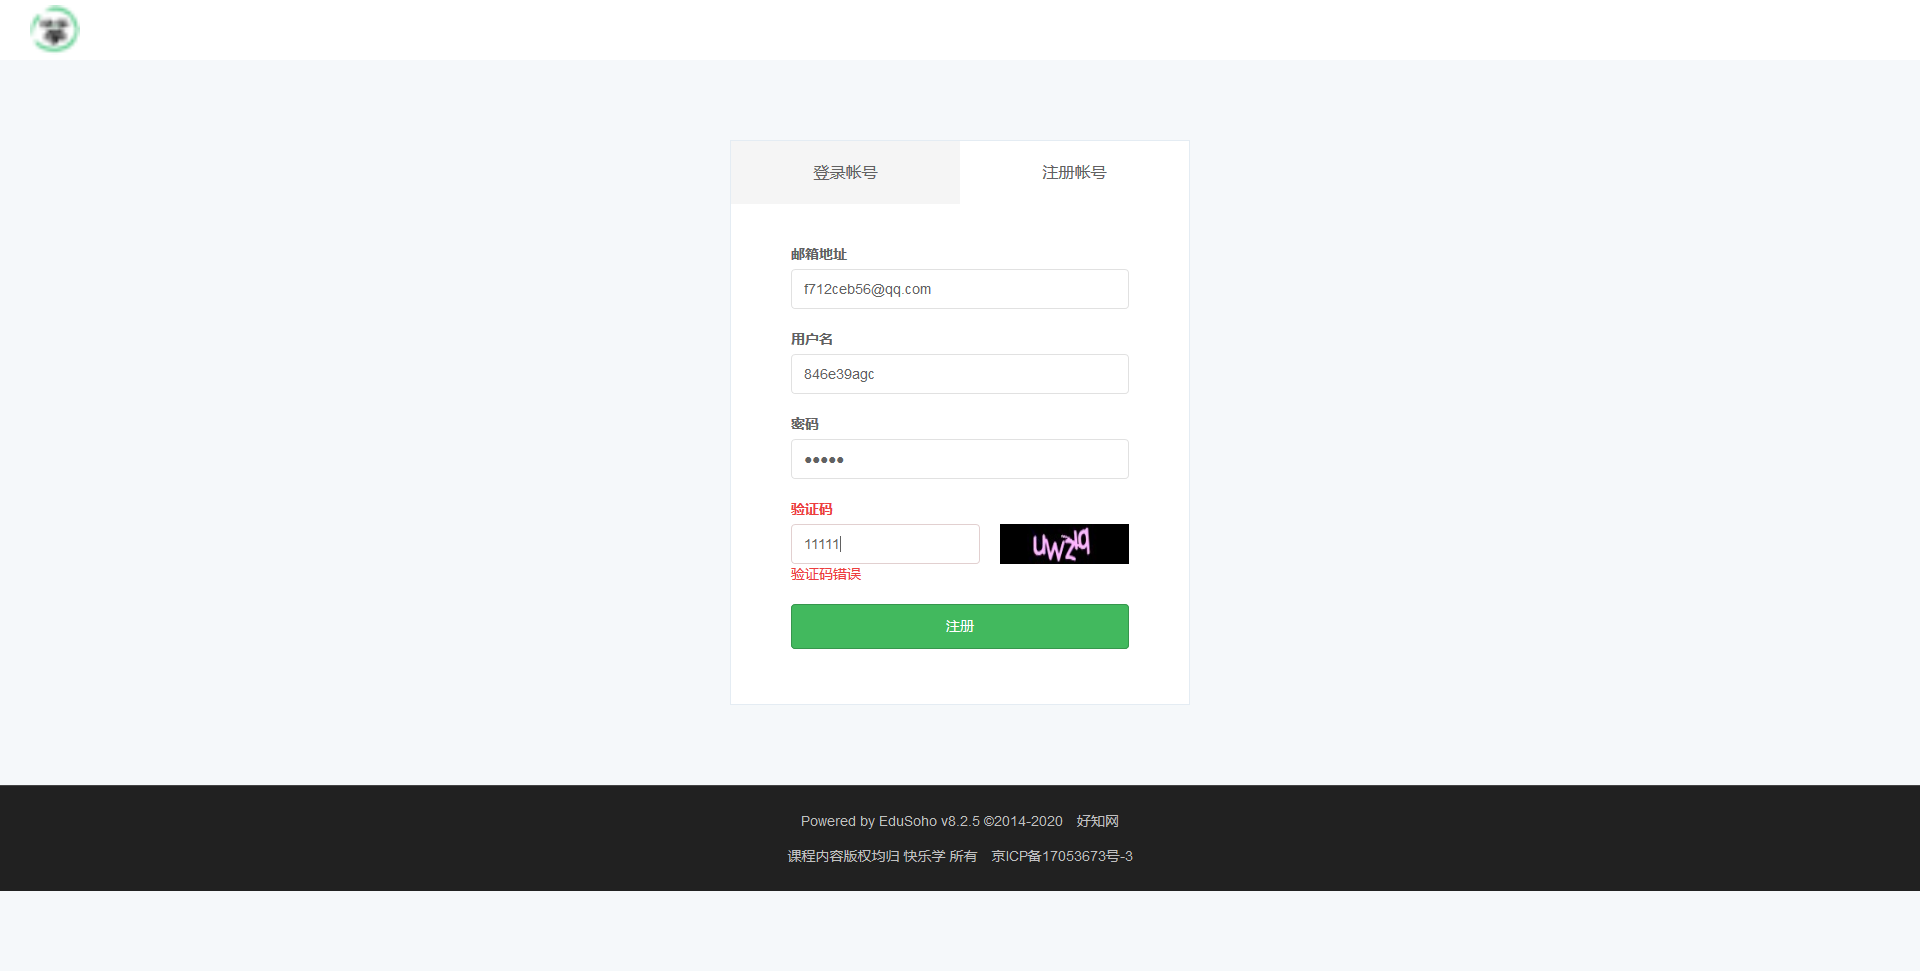 登录帐号
注册帐号
邮箱地址
f712ceb56@qq.com
用户名
846e39agc
密码
●●●●●
验证码
11111
验证码错误
注册
Powered by EduSoho v8.2.5 ©2014-2020 好知网
课程内容版权均归 快乐学 所有 京ICP备17053673号-3